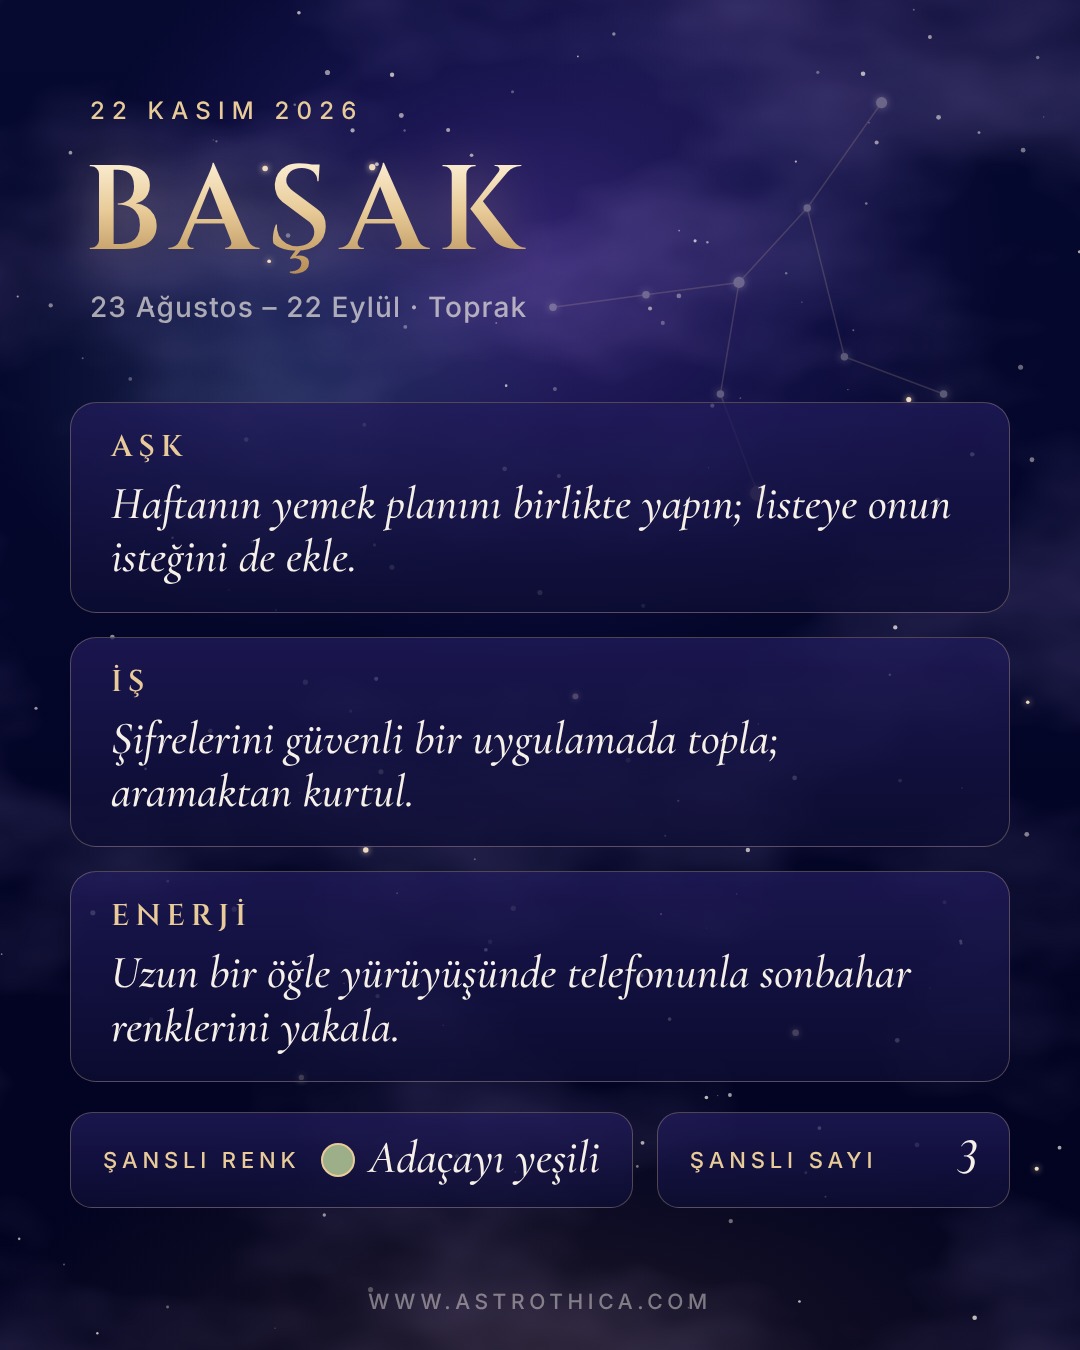 22 KASIM 2026
BAŞAK
23 Ağustos – 22 Eylül · Toprak
AŞK
Haftanın yemek planını birlikte yapın; listeye onun
isteğini de ekle.
İŞ
Şifrelerini güvenli bir uygulamada topla;
aramaktan kurtul.
ENERJİ
Uzun bir öğle yürüyüşünde telefonunla sonbahar
renklerini yakala.
ŞANSLI RENK Adaçayı yeşili
ŞANSLI SAYI 3
WWW.ASTROTHICA.COM